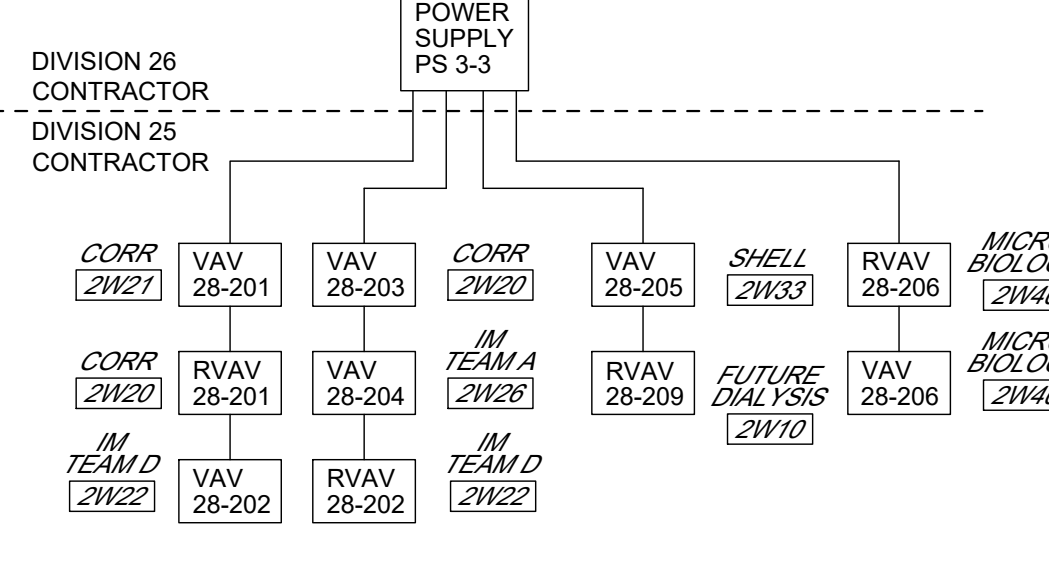 POWER
SUPPLY
PS 3-3
DIVISION 26
CONTRACTOR
DIVISION 25
CONTRACTOR
CORR
2W21
VAV
28-201
VAV
28-203
CORR
2W20
VAV
28-205
SHELL
2W33
RVAV
28-206
CORR
2W20
RVAV
28-201
VAV
28-204
IM
TEAM A
2W26
RVAV
28-209
FUTURE
DIALYSIS
2W10
VAV
28-206
IM
TEAM D
2W22
VAV
28-202
RVAV
28-202
IM
TEAM D
2W22